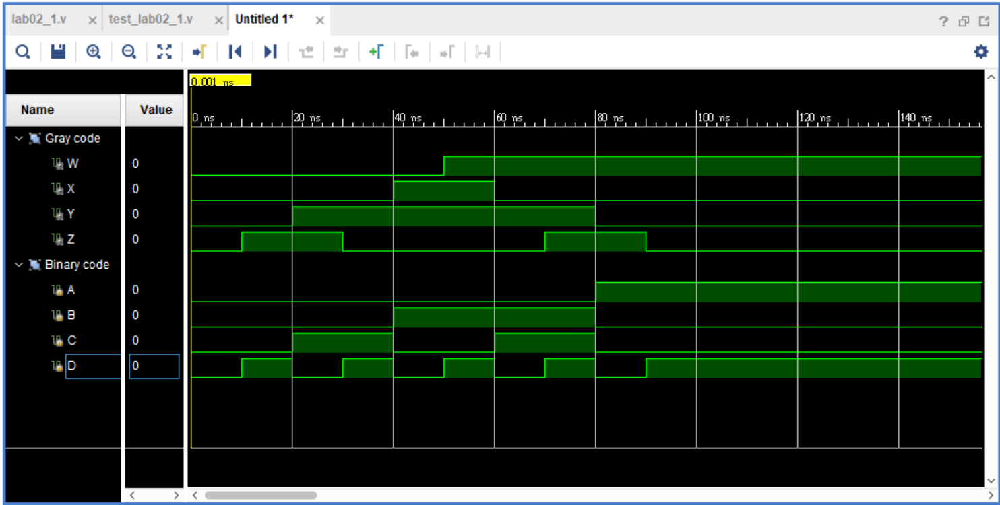 lab02_1.v × test_lab02_1.v × Untitled 1* × ?
0.001 ns
Name Value 0 ns 20 ns 40 ns 60 ns 80 ns 100 ns 120 ns 140 ns
Gray code
W 0
X 0
Y 0
Z 0
Binary code
A 0
B 0
C 0
D 0